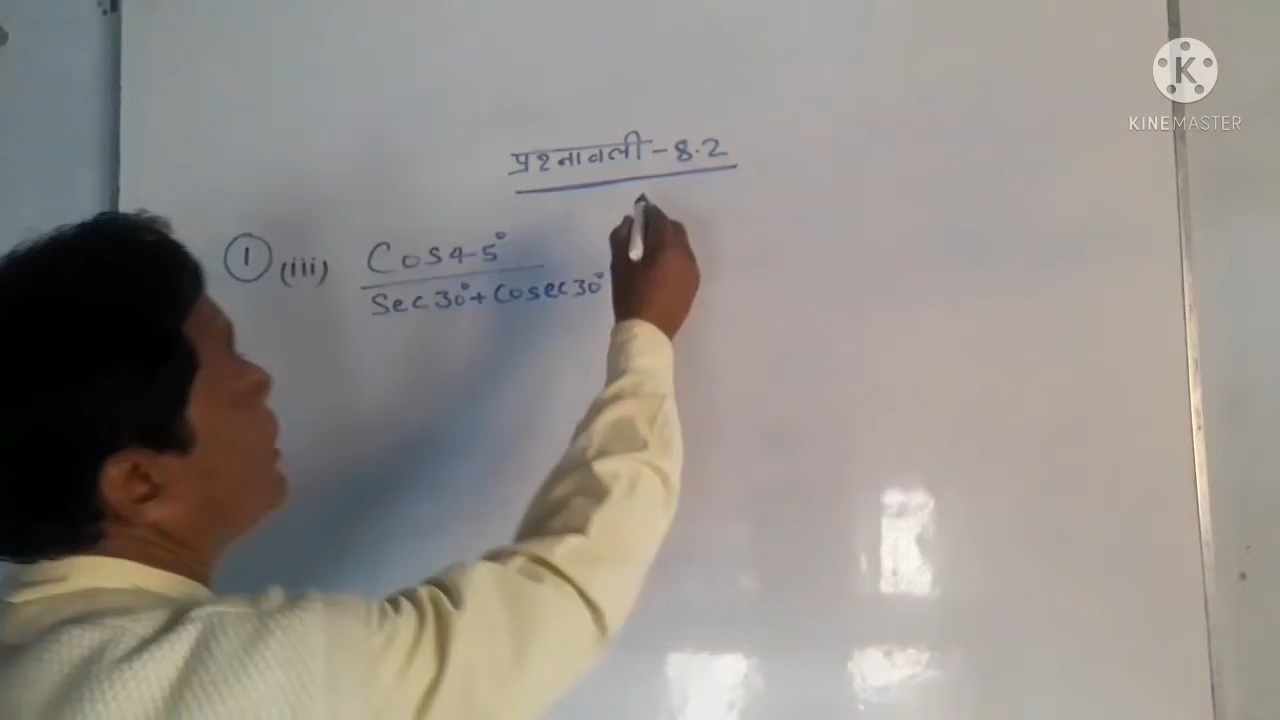 K
KINEMASTER
प्रश्नावली - 8.2
① (iii) Cos45°
Sec30° + Cosec30°